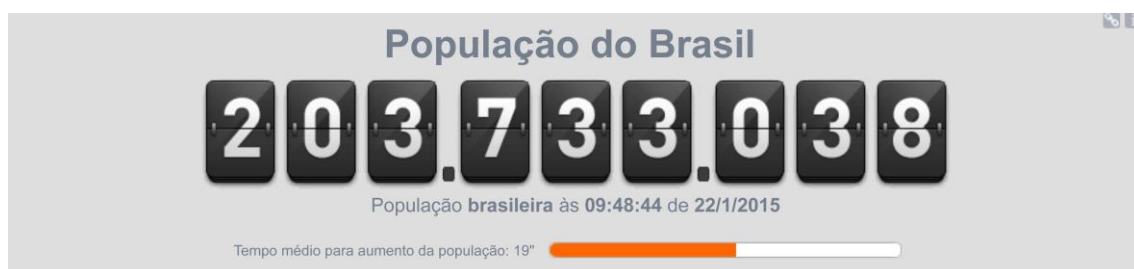 População do Brasil
203.733.038
População brasileira às 09:48:44 de 22/1/2015
Tempo médio para aumento da população: 19"